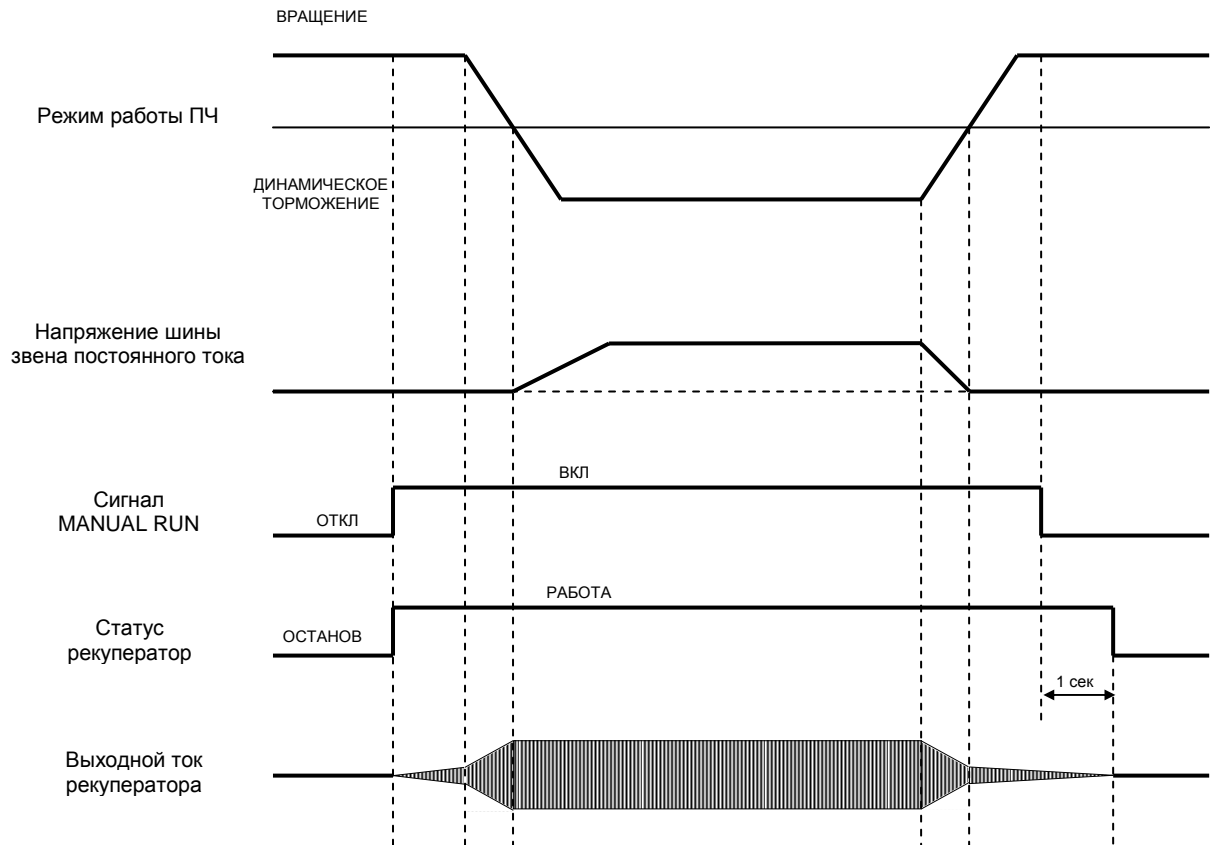 ВРАЩЕНИЕ
Режим работы ПЧ
ДИНАМИЧЕСКОЕ
ТОРМОЖЕНИЕ
Напряжение шины
звена постоянного тока
ВКЛ
Сигнал
MANUAL RUN
ОТКЛ
РАБОТА
Статус
рекуператор
ОСТАНОВ
1 сек
Выходной ток
рекуператора